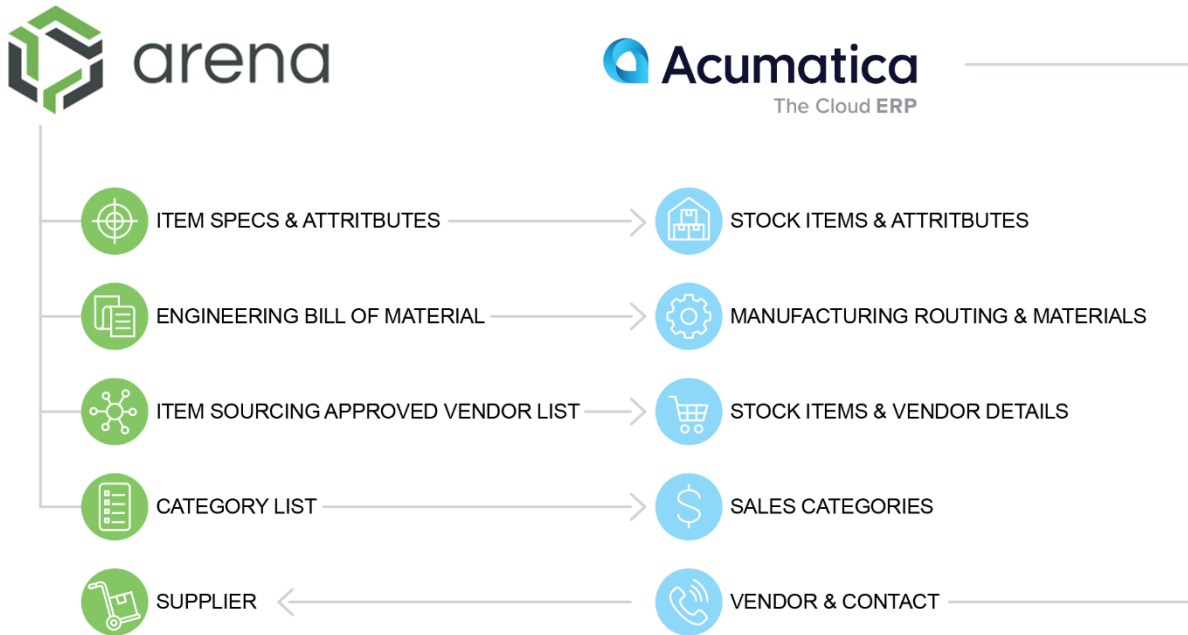 arena
Acumatica
The Cloud ERP
ITEM SPECS & ATTRITBUTES
STOCK ITEMS & ATTRITBUTES
ENGINEERING BILL OF MATERIAL
MANUFACTURING ROUTING & MATERIALS
ITEM SOURCING APPROVED VENDOR LIST
STOCK ITEMS & VENDOR DETAILS
CATEGORY LIST
SALES CATEGORIES
SUPPLIER
VENDOR & CONTACT